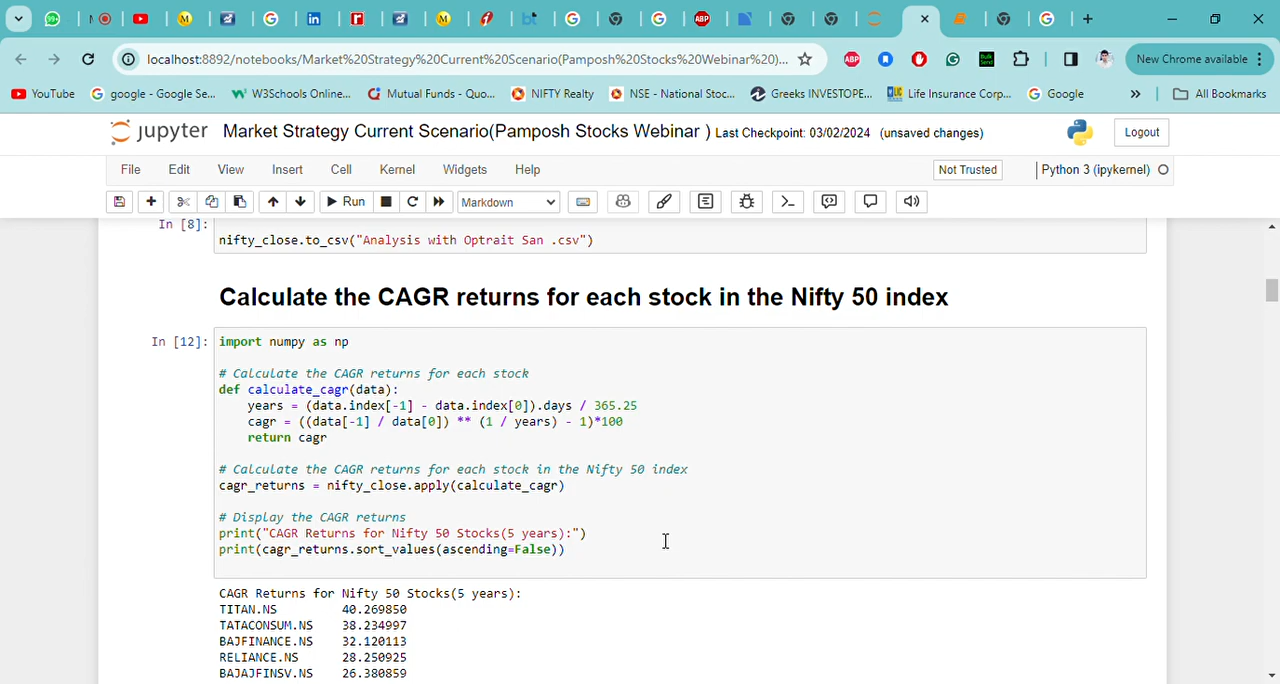 99+
M
M
ABP
bt
localhost:8892/notebooks/Market%20Strategy%20Current%20Scenario(Pamposh%20Stocks%20Webinar%20)...
ABP
New Chrome available
YouTube
google - Google Se...
W3Schools Online...
Mutual Funds - Quo...
NIFTY Realty
NSE - National Stoc...
Greeks INVESTOPE...
Life Insurance Corp...
Google
»
All Bookmarks
jupyter Market Strategy Current Scenario(Pamposh Stocks Webinar ) Last Checkpoint: 03/02/2024 (unsaved changes)
Logout
File Edit View Insert Cell Kernel Widgets Help
Not Trusted
Python 3 (ipykernel)
Run
Markdown
In [8]:
nifty_close.to_csv("Analysis with Optrait San .csv")
Calculate the CAGR returns for each stock in the Nifty 50 index
In [12]:
import numpy as np
# Calculate the CAGR returns for each stock
def calculate_cagr(data):
years = (data.index[-1] - data.index[0]).days / 365.25
cagr = ((data[-1] / data[0]) ** (1 / years) - 1)*100
return cagr
# Calculate the CAGR returns for each stock in the Nifty 50 index
cagr_returns = nifty_close.apply(calculate_cagr)
# Display the CAGR returns
print("CAGR Returns for Nifty 50 Stocks(5 years):")
print(cagr_returns.sort_values(ascending=False))
CAGR Returns for Nifty 50 Stocks(5 years):
TITAN.NS 40.269850
TATACONSUM.NS 38.234997
BAJFINANCE.NS 32.120113
RELIANCE.NS 28.250925
BAJAJFINSV.NS 26.380859